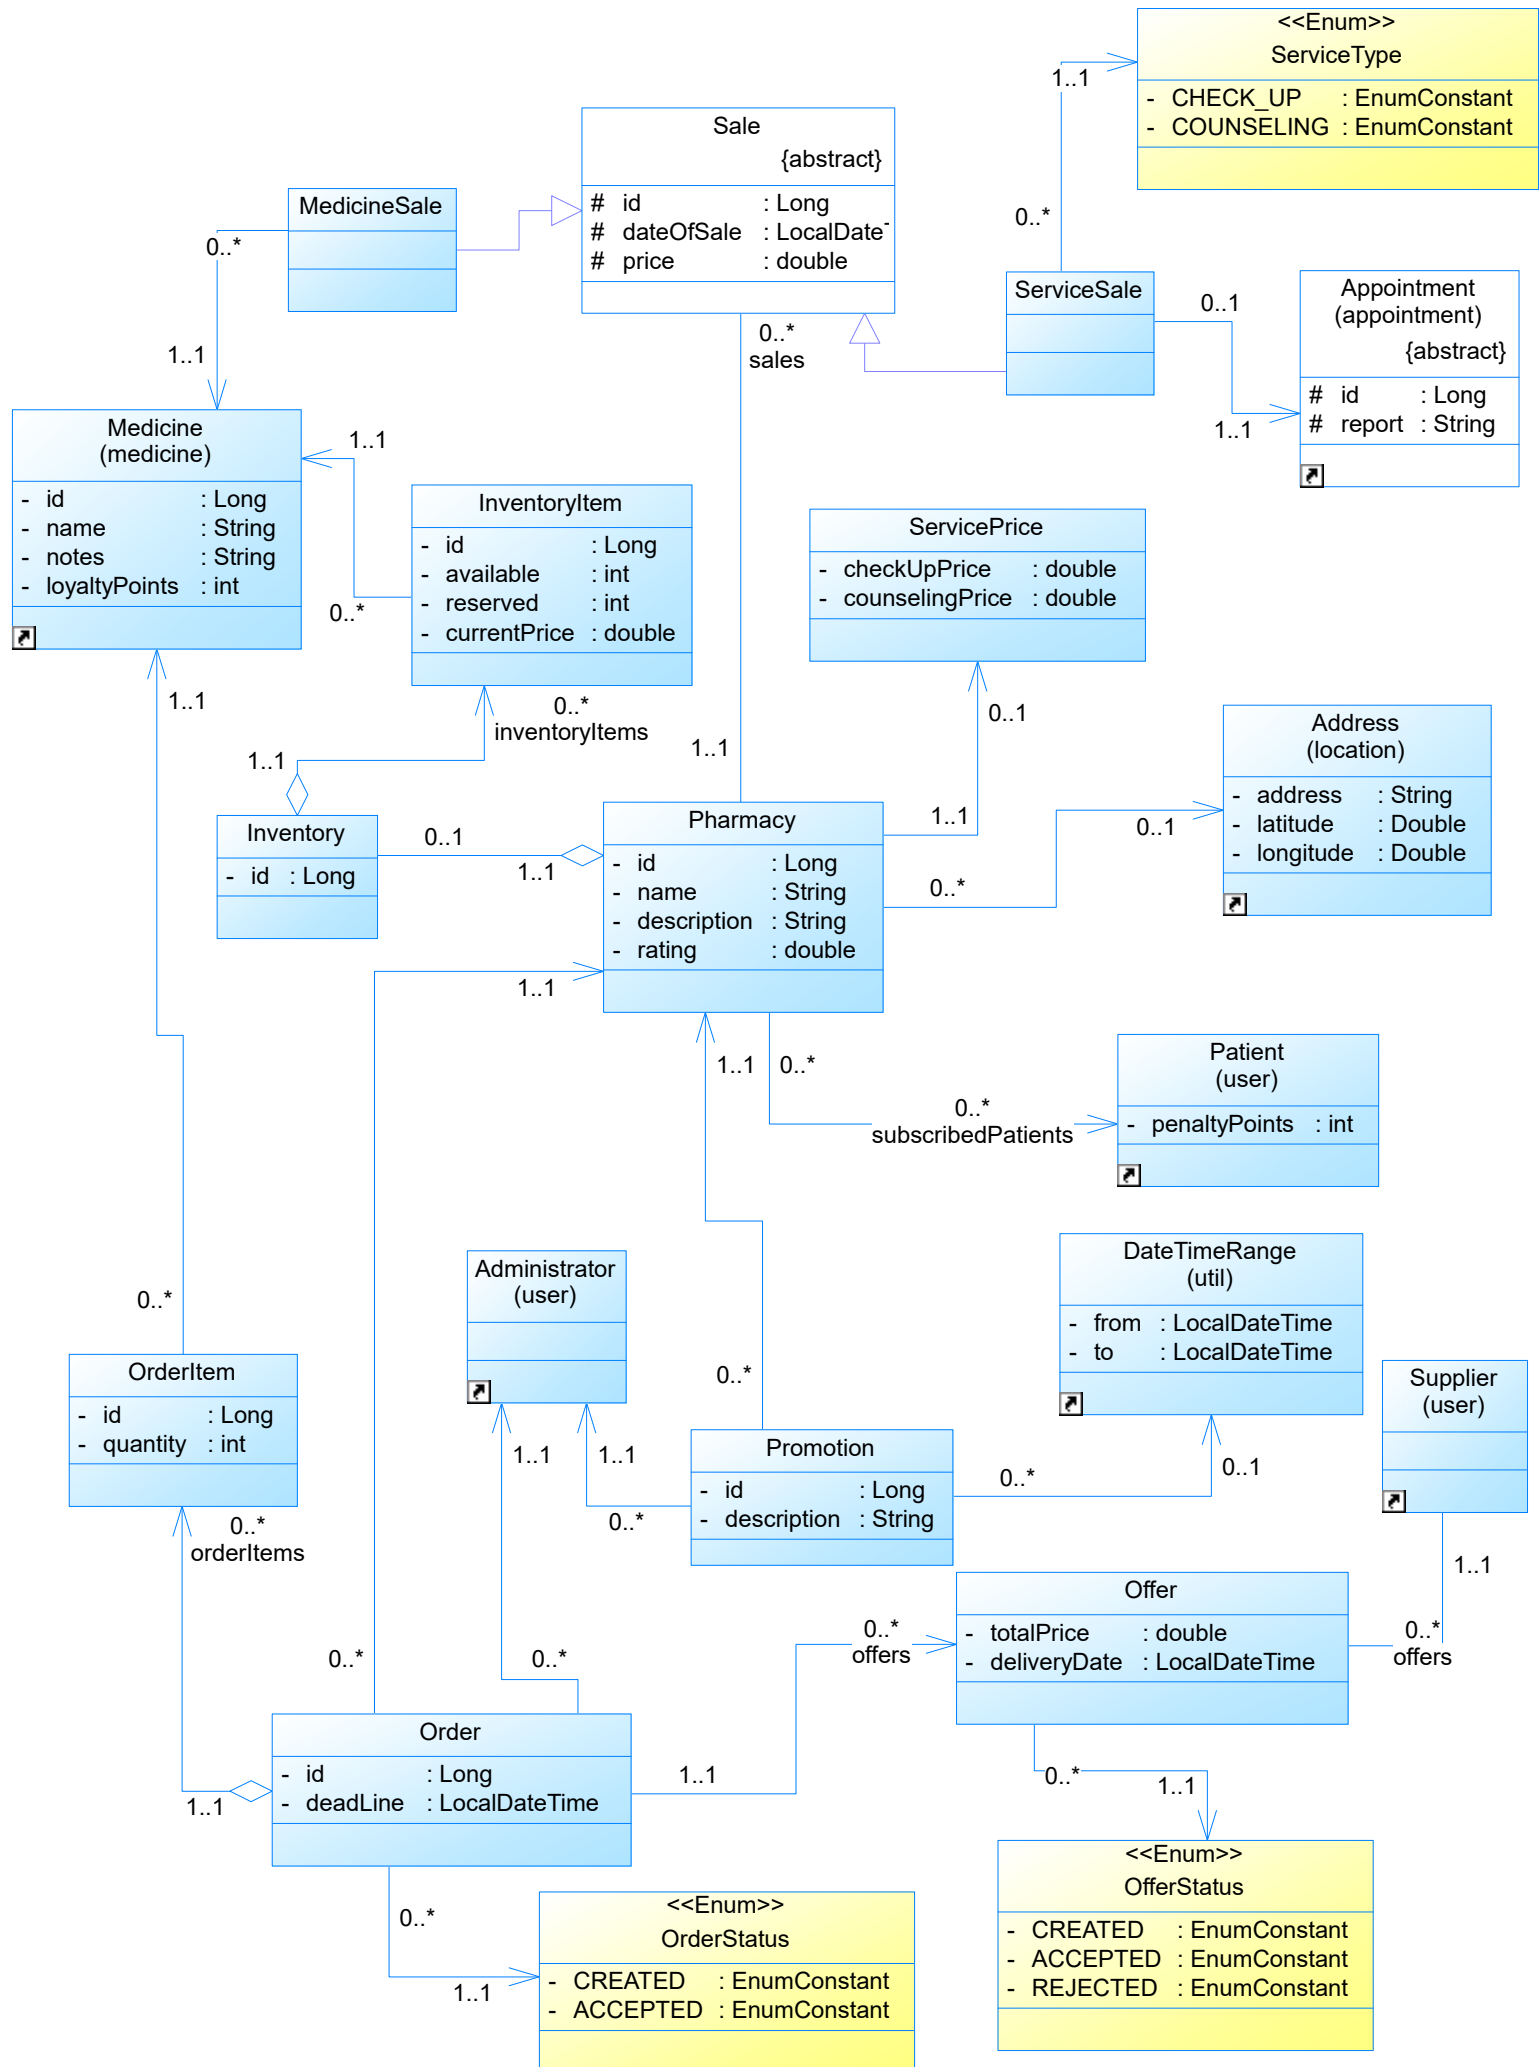 <<Enum>>
ServiceType
- CHECK_UP : EnumConstant
- COUNSELING : EnumConstant
1..1
0..*
Sale
{abstract}
# id : Long
# dateOfSale : LocalDate
# price : double
MedicineSale
0..*
1..1
ServiceSale
0..1
1..1
Appointment
(appointment)
{abstract}
# id : Long
# report : String
0..*
sales
1..1
Medicine
(medicine)
- id : Long
- name : String
- notes : String
- loyaltyPoints : int
1..1
0..*
InventoryItem
- id : Long
- available : int
- reserved : int
- currentPrice : double
ServicePrice
- checkUpPrice : double
- counselingPrice : double
0..1
1..1
1..1
0..*
inventoryItems
1..1
Address
(location)
- address : String
- latitude : Double
- longitude : Double
0..1
0..*
Inventory
- id : Long
0..1
1..1
Pharmacy
- id : Long
- name : String
- description : String
- rating : double
1..1
1..1
0..*
0..*
subscribedPatients
Patient
(user)
- penaltyPoints : int
0..*
Administrator
(user)
DateTimeRange
(util)
- from : LocalDateTime
- to : LocalDateTime
0..*
OrderItem
- id : Long
- quantity : int
Supplier
(user)
1..1
1..1
Promotion
- id : Long
- description : String
0..*
0..*
0..1
0..*
orderItems
1..1
Offer
- totalPrice : double
- deliveryDate : LocalDateTime
0..*
offers
0..*
offers
0..*
0..*
Order
- id : Long
- deadLine : LocalDateTime
1..1
1..1
0..*
1..1
<<Enum>>
OfferStatus
- CREATED : EnumConstant
- ACCEPTED : EnumConstant
- REJECTED : EnumConstant
0..*
1..1
<<Enum>>
OrderStatus
- CREATED : EnumConstant
- ACCEPTED : EnumConstant